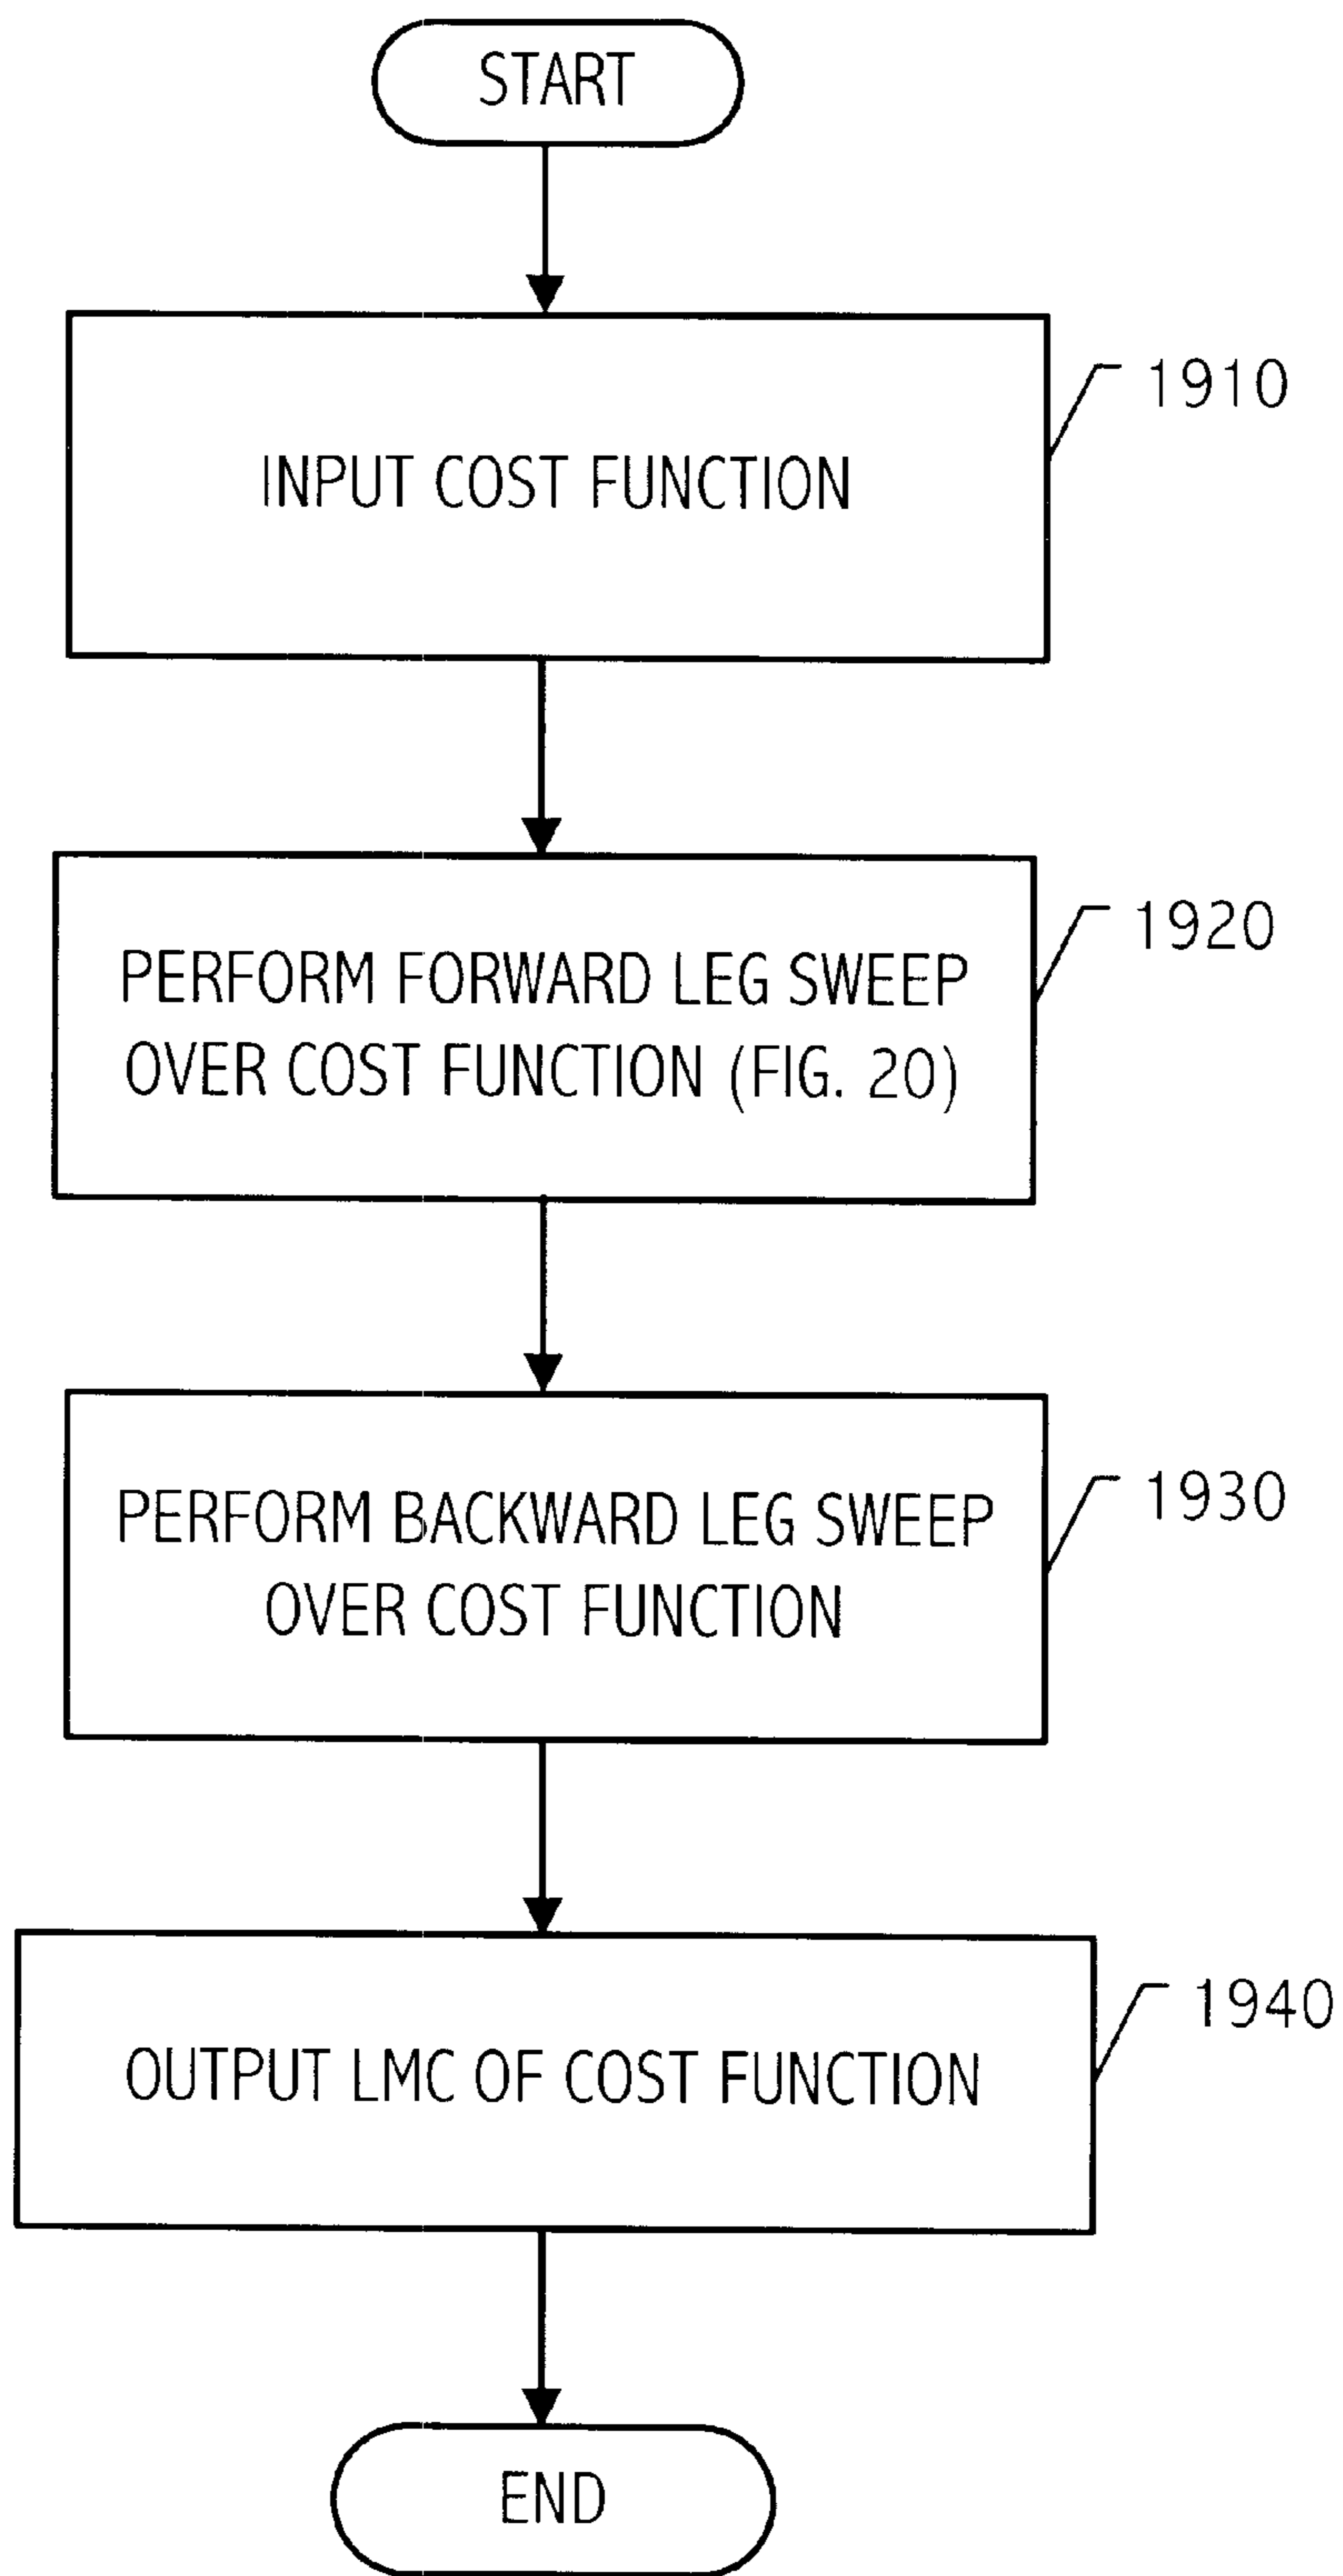 START
INPUT COST FUNCTION
1910
PERFORM FORWARD LEG SWEEP
OVER COST FUNCTION (FIG. 20)
1920
PERFORM BACKWARD LEG SWEEP
OVER COST FUNCTION
1930
OUTPUT LMC OF COST FUNCTION
1940
END